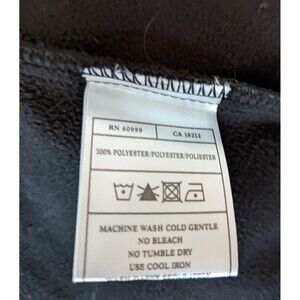 RN 60999 CA 18212
100% POLYESTER/POLYESTER/POLIESTER
MACHINE WASH COLD GENTLE
NO BLEACH
NO TUMBLE DRY
USE COOL IRON